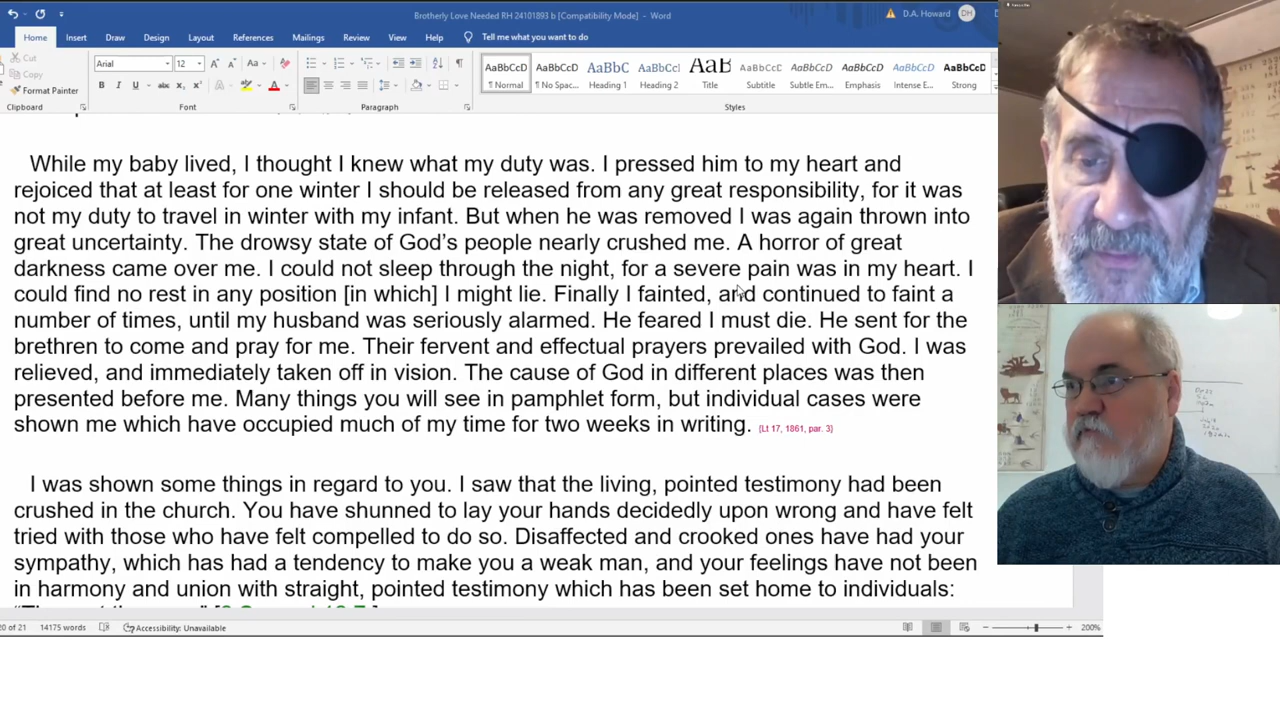 Brotherly Love Needed RH 24101893 b [Compatibility Mode] - Word
D.A. Howard
DH
Home Insert Draw Design Layout References Mailings Review View Help Tell me what you want to do
Cut
Copy
Format Painter
Arial 12
AaBbCcD AaBbCcD AaBbC AaBbCcI AaB AaBbCcD AaBbCcD AaBbCcD AaBbCcD AaBbCcD
¶ Normal ¶ No Spac... Heading 1 Heading 2 Title Subtitle Subtle Em... Emphasis Intense E... Strong
Clipboard Font Paragraph Styles
While my baby lived, I thought I knew what my duty was. I pressed him to my heart and
rejoiced that at least for one winter I should be released from any great responsibility, for it was
not my duty to travel in winter with my infant. But when he was removed I was again thrown into
great uncertainty. The drowsy state of God’s people nearly crushed me. A horror of great
darkness came over me. I could not sleep through the night, for a severe pain was in my heart. I
could find no rest in any position [in which] I might lie. Finally I fainted, and continued to faint a
number of times, until my husband was seriously alarmed. He feared I must die. He sent for the
brethren to come and pray for me. Their fervent and effectual prayers prevailed with God. I was
relieved, and immediately taken off in vision. The cause of God in different places was then
presented before me. Many things you will see in pamphlet form, but individual cases were
shown me which have occupied much of my time for two weeks in writing. {Lt 17, 1861, par. 3}
I was shown some things in regard to you. I saw that the living, pointed testimony had been
crushed in the church. You have shunned to lay your hands decidedly upon wrong and have felt
tried with those who have felt compelled to do so. Disaffected and crooked ones have had your
sympathy, which has had a tendency to make you a weak man, and your feelings have not been
in harmony and union with straight, pointed testimony which has been set home to individuals:
20 of 21 14175 words Accessibility: Unavailable 200%